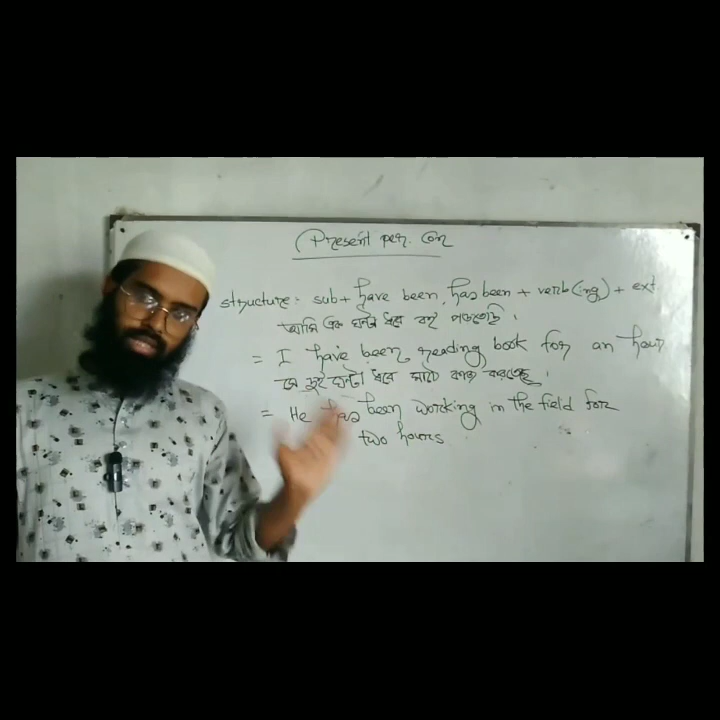 Present per. Con
structure: sub+ have been, has been + verb(ing) + ext.
আমি এক ঘন্টা ধরে বই পড়তেছি।
= I have been reading book for an hour
সে দুই ঘন্টা ধরে মাঠে কাজ করতেছে।
= He has been working in the field for
two hours